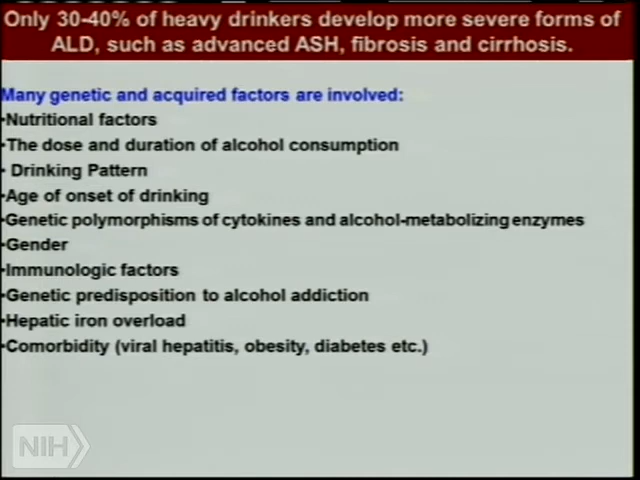 Only 30-40% of heavy drinkers develop more severe forms of
ALD, such as advanced ASH, fibrosis and cirrhosis.
Many genetic and acquired factors are involved:
•Nutritional factors
•The dose and duration of alcohol consumption
• Drinking Pattern
•Age of onset of drinking
•Genetic polymorphisms of cytokines and alcohol-metabolizing enzymes
•Gender
•Immunologic factors
•Genetic predisposition to alcohol addiction
•Hepatic iron overload
•Comorbidity (viral hepatitis, obesity, diabetes etc.)
NIH